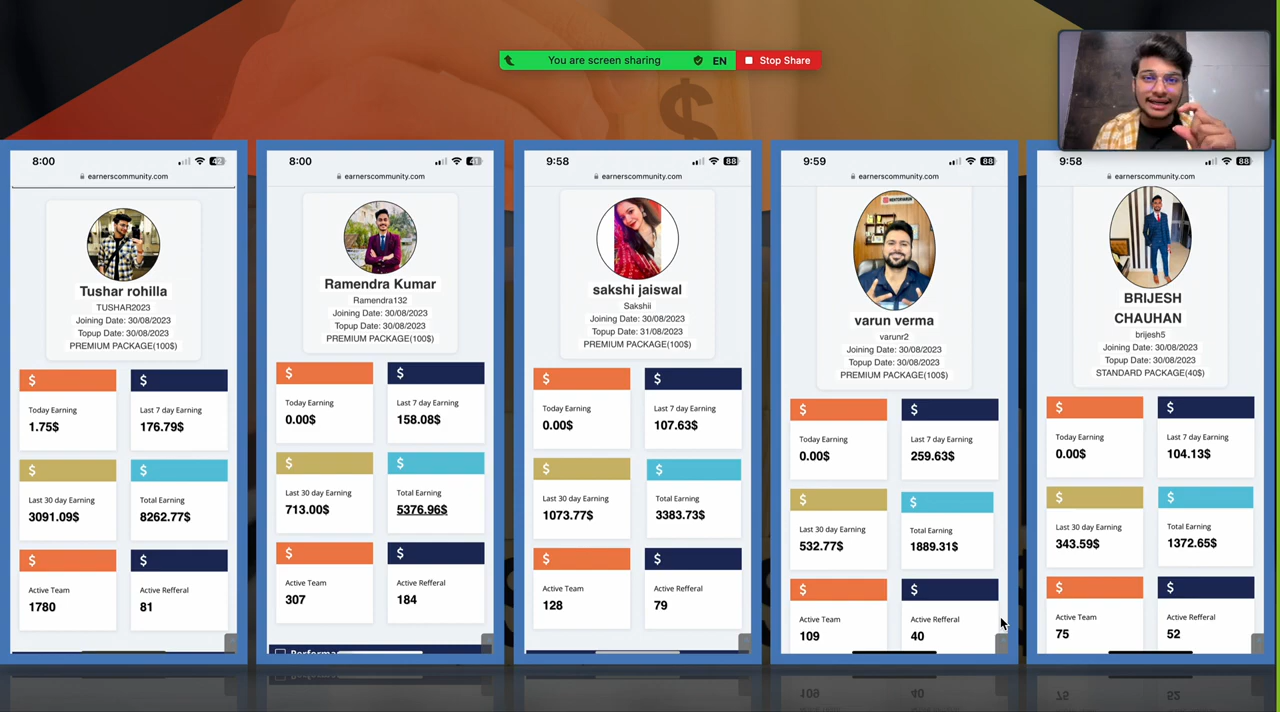 You are screen sharing
EN
Stop Share
$
8:00
42
earnerscommunity.com
Tushar rohilla
TUSHAR2023
Joining Date: 30/08/2023
Topup Date: 30/08/2023
PREMIUM PACKAGE(100$)
$
$
Today Earning
Last 7 day Earning
1.75$
176.79$
$
$
Last 30 day Earning
Total Earning
3091.09$
8262.77$
$
$
Active Team
Active Refferal
1780
81
8:00
41
earnerscommunity.com
Ramendra Kumar
Ramendra132
Joining Date: 30/08/2023
Topup Date: 30/08/2023
PREMIUM PACKAGE(100$)
$
$
Today Earning
Last 7 day Earning
0.00$
158.08$
$
$
Last 30 day Earning
Total Earning
713.00$
5376.96$
$
$
Active Team
Active Refferal
307
184
9:58
88
earnerscommunity.com
sakshi jaiswal
Sakshii
Joining Date: 30/08/2023
Topup Date: 31/08/2023
PREMIUM PACKAGE(100$)
$
$
Today Earning
Last 7 day Earning
0.00$
107.63$
$
$
Last 30 day Earning
Total Earning
1073.77$
3383.73$
$
$
Active Team
Active Refferal
128
79
9:59
88
earnerscommunity.com
varun verma
varunr2
Joining Date: 30/08/2023
Topup Date: 30/08/2023
PREMIUM PACKAGE(100$)
$
$
Today Earning
Last 7 day Earning
0.00$
259.63$
$
$
Last 30 day Earning
Total Earning
532.77$
1889.31$
$
$
Active Team
Active Refferal
109
40
9:58
88
earnerscommunity.com
BRIJESH
CHAUHAN
brijesh5
Joining Date: 30/08/2023
Topup Date: 30/08/2023
STANDARD PACKAGE(40$)
$
$
Today Earning
Last 7 day Earning
0.00$
104.13$
$
$
Last 30 day Earning
Total Earning
343.59$
1372.65$
$
$
Active Team
Active Refferal
75
52